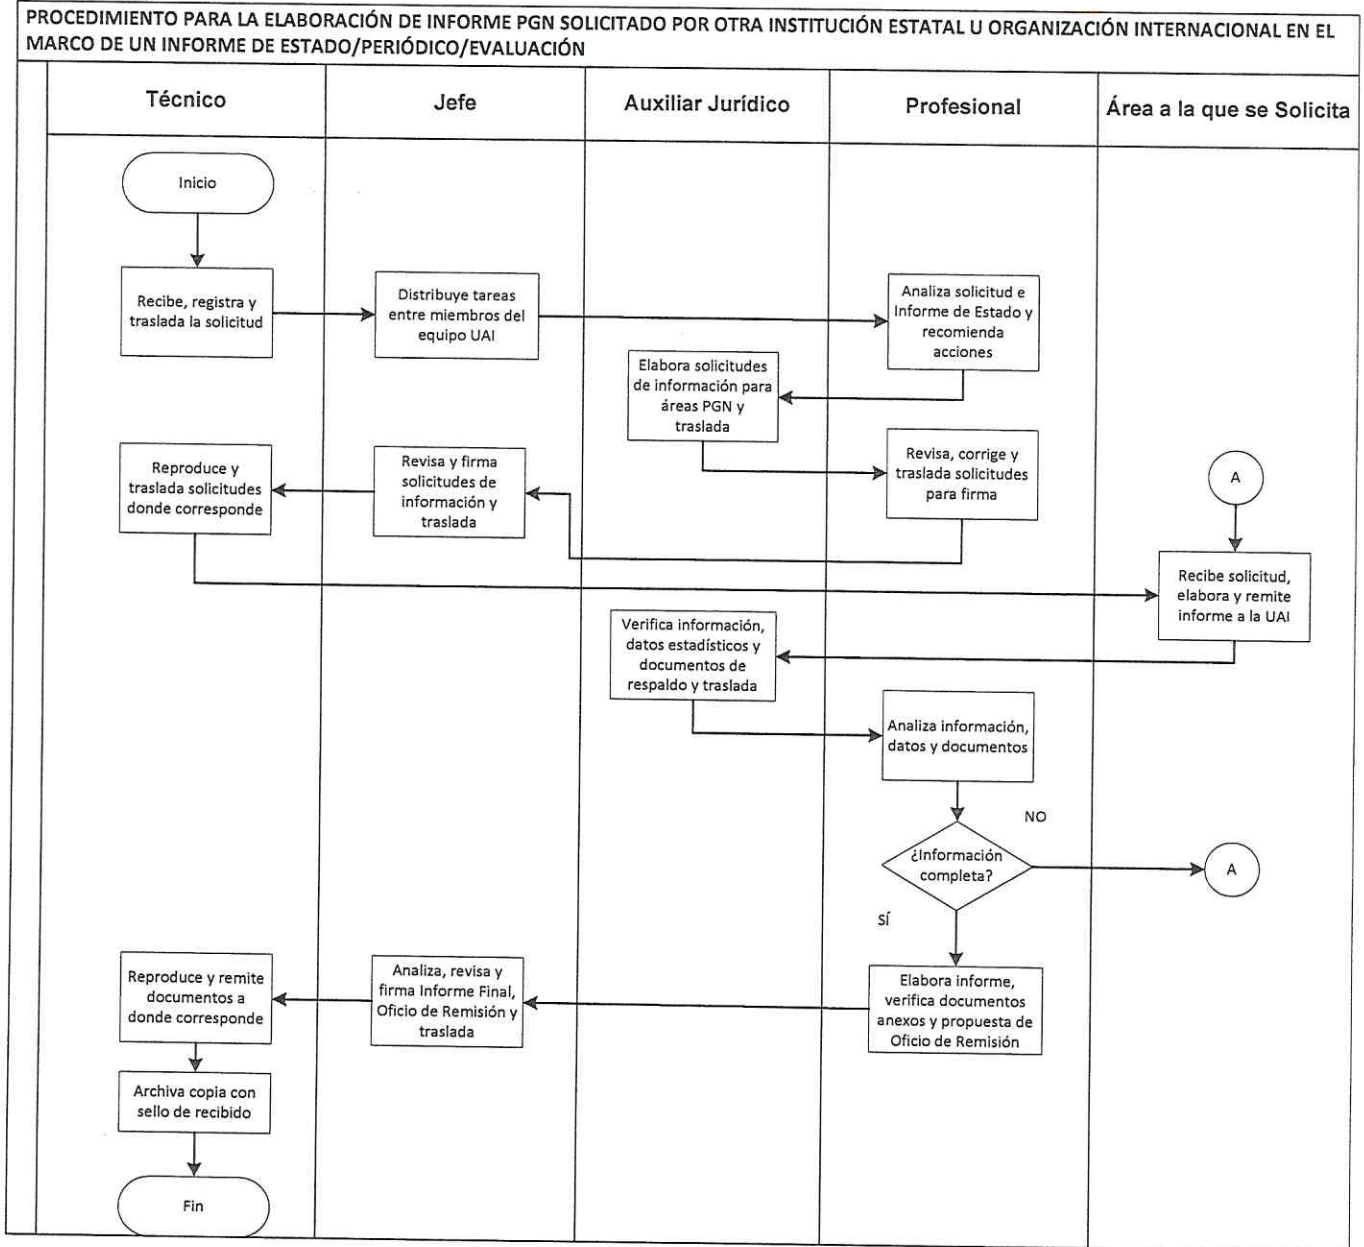 PROCEDIMIENTO PARA LA ELABORACIÓN DE INFORME PGN SOLICITADO POR OTRA INSTITUCIÓN ESTATAL U ORGANIZACIÓN INTERNACIONAL EN EL
MARCO DE UN INFORME DE ESTADO/PERIÓDICO/EVALUACIÓN
Técnico
Jefe
Auxiliar Jurídico
Profesional
Área a la que se Solicita
Inicio
Recibe, registra y
traslada la solicitud
Distribuye tareas
entre miembros del
equipo UAI
Analiza solicitud e
Informe de Estado y
recomienda
acciones
Elabora solicitudes
de información para
áreas PGN y
traslada
Revisa, corrige y
traslada solicitudes
para firma
Revisa y firma
solicitudes de
información y
traslada
Reproduce y
traslada solicitudes
donde corresponde
A
Recibe solicitud,
elabora y remite
informe a la UAI
Verifica información,
datos estadísticos y
documentos de
respaldo y traslada
Analiza información,
datos y documentos
NO
¿Información
completa?
A
SÍ
Elabora informe,
verifica documentos
anexos y propuesta de
Oficio de Remisión
Analiza, revisa y
firma Informe Final,
Oficio de Remisión y
traslada
Reproduce y remite
documentos a
donde corresponde
Archiva copia con
sello de recibido
Fin